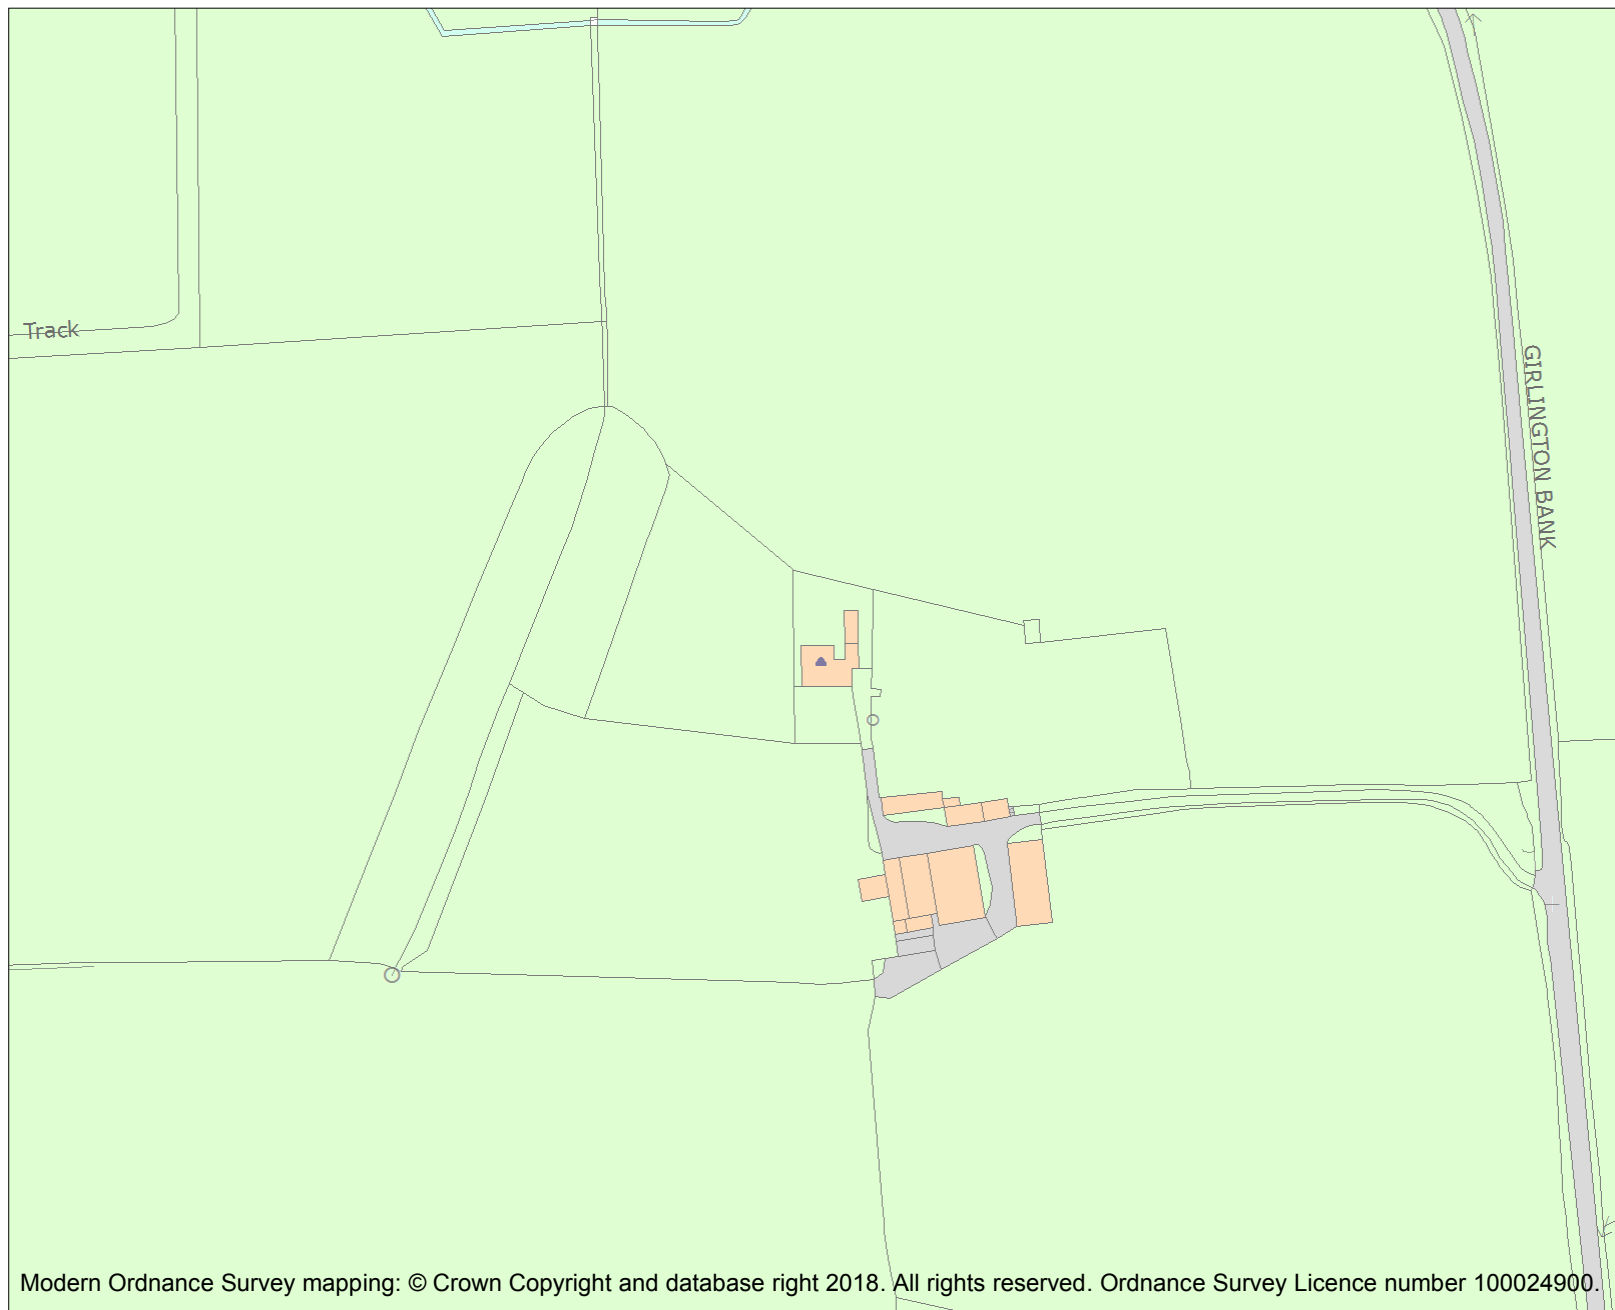 Track
GIRLINGTON BANK
Modern Ordnance Survey mapping: © Crown Copyright and database right 2018. All rights reserved. Ordnance Survey Licence number 100024900.